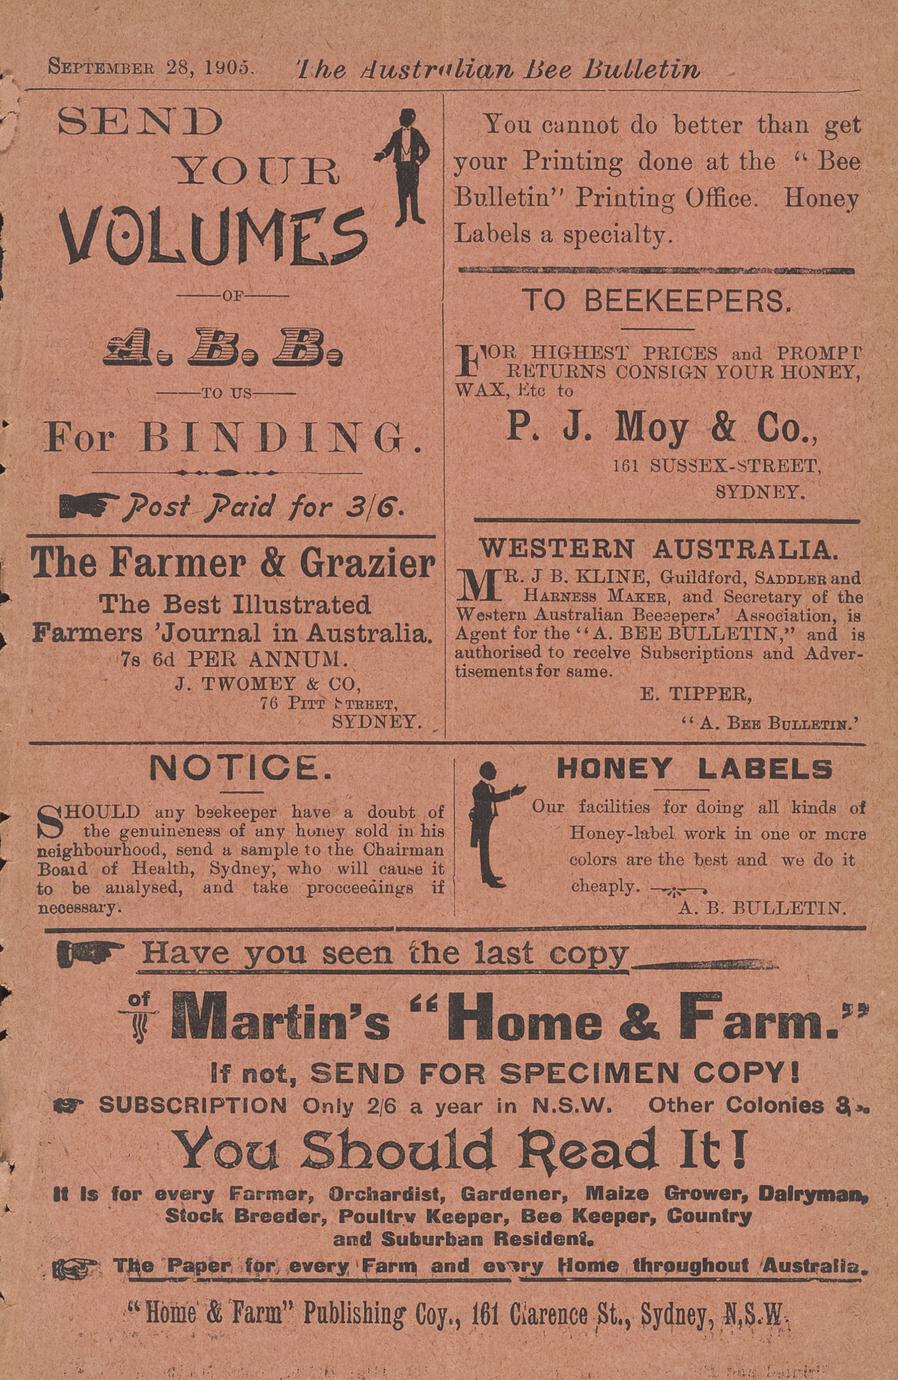 SEPTEMBER 28, 1905. The Australian Bee Bulletin
SEND
YOUR
VOLUMES
OF
A. B. B.
TO US
For BINDING.
Post Paid for 3/6.
The Farmer & Grazier
The Best Illustrated
Farmers 'Journal in Australia.
7s 6d PER ANNUM.
J. TWOMEY & CO,
76 PITT STREET,
SYDNEY.
You cannot do better than get
your Printing done at the “ Bee
Bulletin” Printing Office. Honey
Labels a specialty.
TO BEEKEEPERS.
FOR HIGHEST PRICES and PROMPT
RETURNS CONSIGN YOUR HONEY,
WAX, Etc to
P. J. Moy & Co.,
161 SUSSEX-STREET,
SYDNEY.
WESTERN AUSTRALIA.
MR. J B. KLINE, Guildford, SADDLER and
HARNESS MAKER, and Secretary of the
Western Australian Beeeepers’ Association, is
Agent for the “A. BEE BULLETIN,” and is
authorised to receive Subscriptions and Adver-
tisements for same.
E. TIPPER,
“ A. BEE BULLETIN.’
NOTICE.
SHOULD any beekeeper have a doubt of
the genuineness of any honey sold in his
neighbourhood, send a sample to the Chairman
Board of Health, Sydney, who will cause it
to be analysed, and take procceedings if
necessary.
HONEY LABELS
Our facilities for doing all kinds of
Honey-label work in one or more
colors are the best and we do it
cheaply.
A. B. BULLETIN.
Have you seen the last copy
of Martin’s “Home & Farm.”
If not, SEND FOR SPECIMEN COPY!
SUBSCRIPTION Only 2/6 a year in N.S.W. Other Colonies
You Should Read It!
It is for every Farmer, Orchardist, Gardener, Maize Grower, Dairyman,
Stock Breeder, Poultry Keeper, Bee Keeper, Country
and Suburban Resident.
The Paper for every Farm and every Home throughout Australia.
“Home & Farm” Publishing Coy., 161 Clarence St., Sydney, N.S.W.